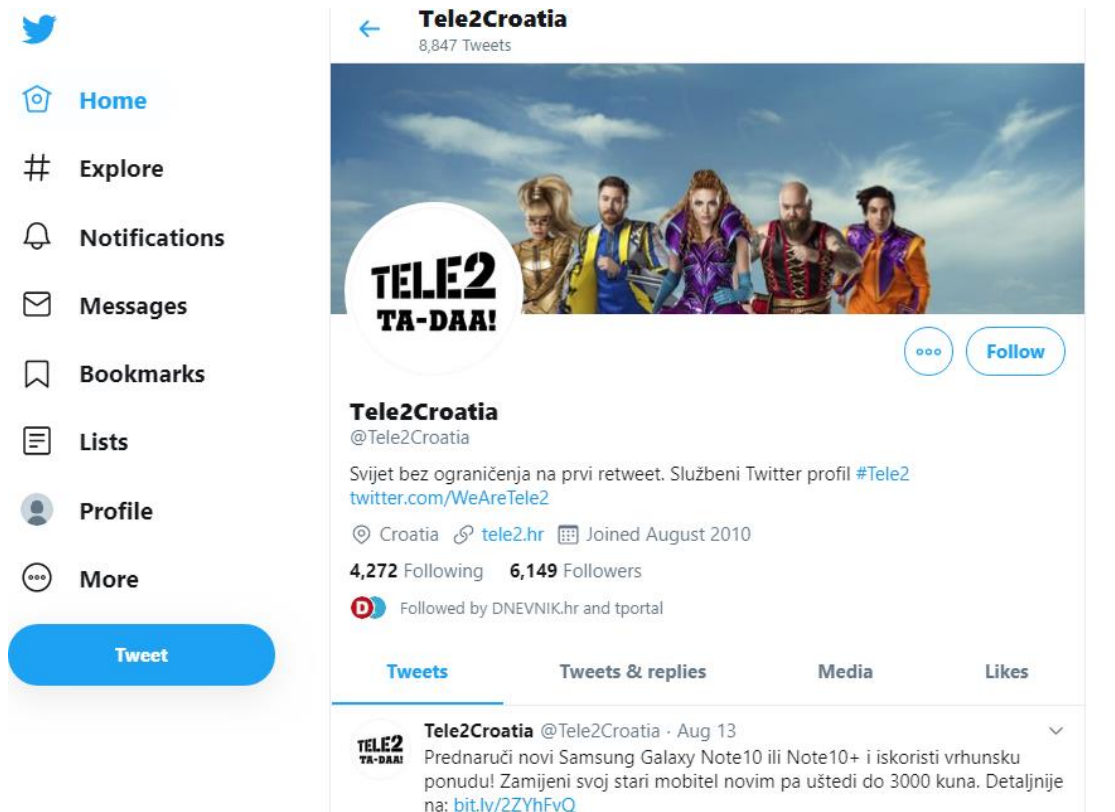 Home
Explore
Notifications
Messages
Bookmarks
Lists
Profile
More
Tweet
Tele2Croatia
8,847 Tweets
TELE2
TA-DAA!
Follow
Tele2Croatia
@Tele2Croatia
Svijet bez ograničenja na prvi retweet. Službeni Twitter profil #Tele2
twitter.com/WeAreTele2
Croatia tele2.hr Joined August 2010
4,272 Following 6,149 Followers
D Followed by DNEVNIK.hr and tportal
Tweets Tweets & replies Media Likes
TELE2
TA-DAA!
Tele2Croatia @Tele2Croatia · Aug 13
Prednaruči novi Samsung Galaxy Note10 ili Note10+ i iskoristi vrhunsku
ponudu! Zamijeni svoj stari mobitel novim pa uštedi do 3000 kuna. Detaljnije
na: bit.ly/2ZYhFvQ